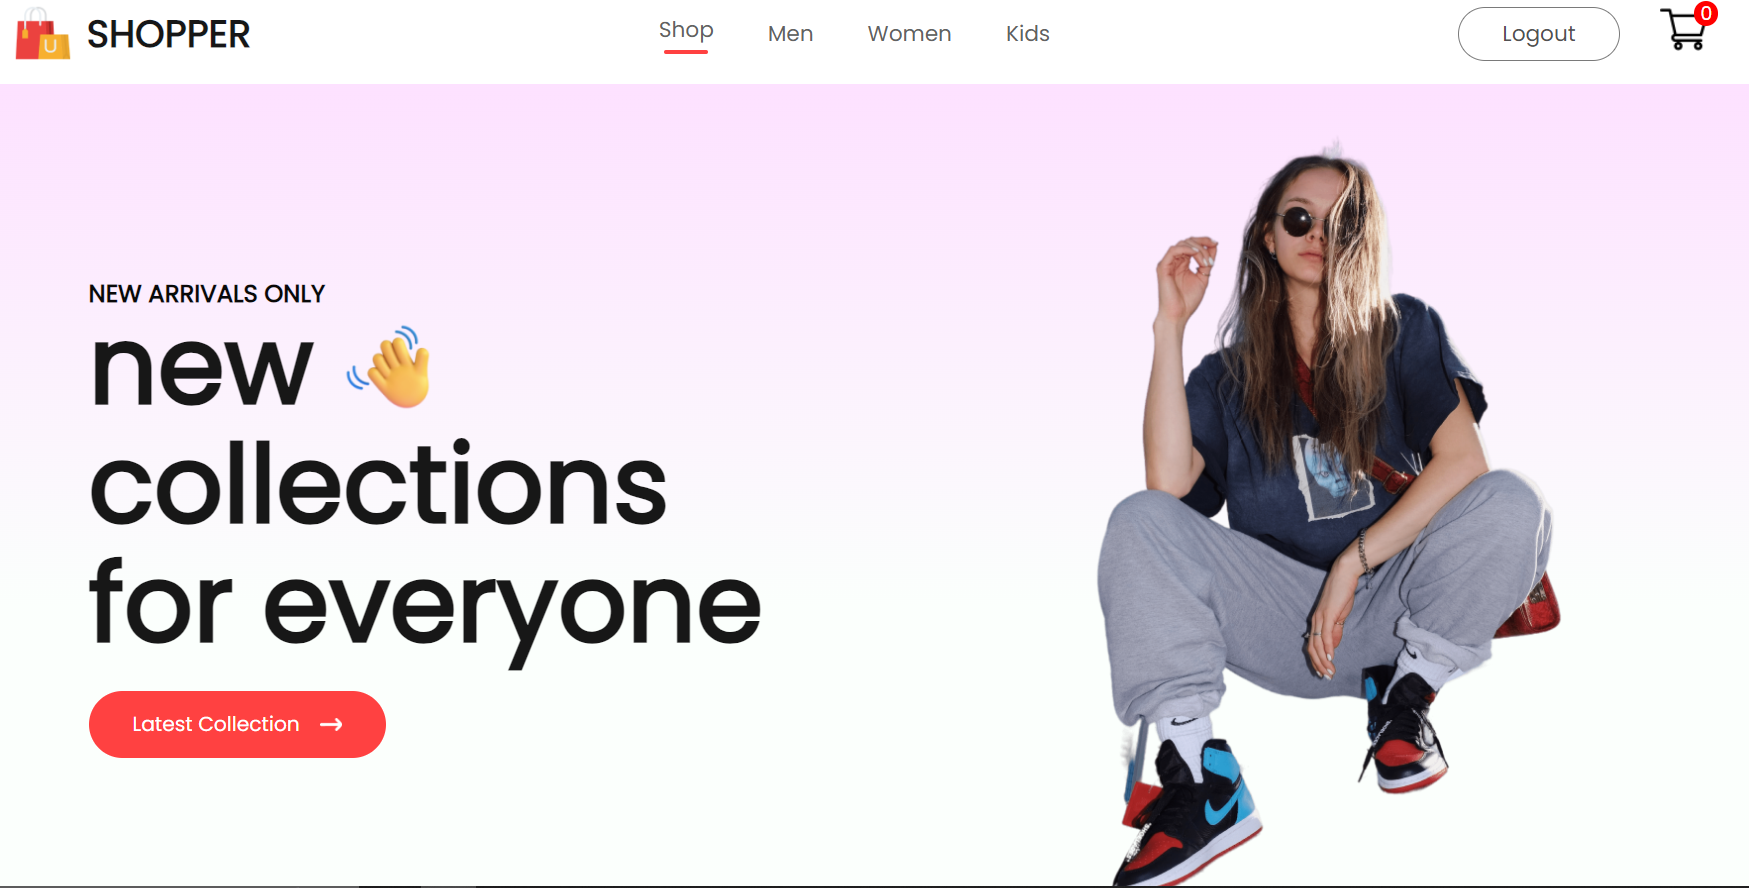 SHOPPER
Shop
Men
Women
Kids
Logout
0
NEW ARRIVALS ONLY
new 👋
collections
for everyone
Latest Collection →
U